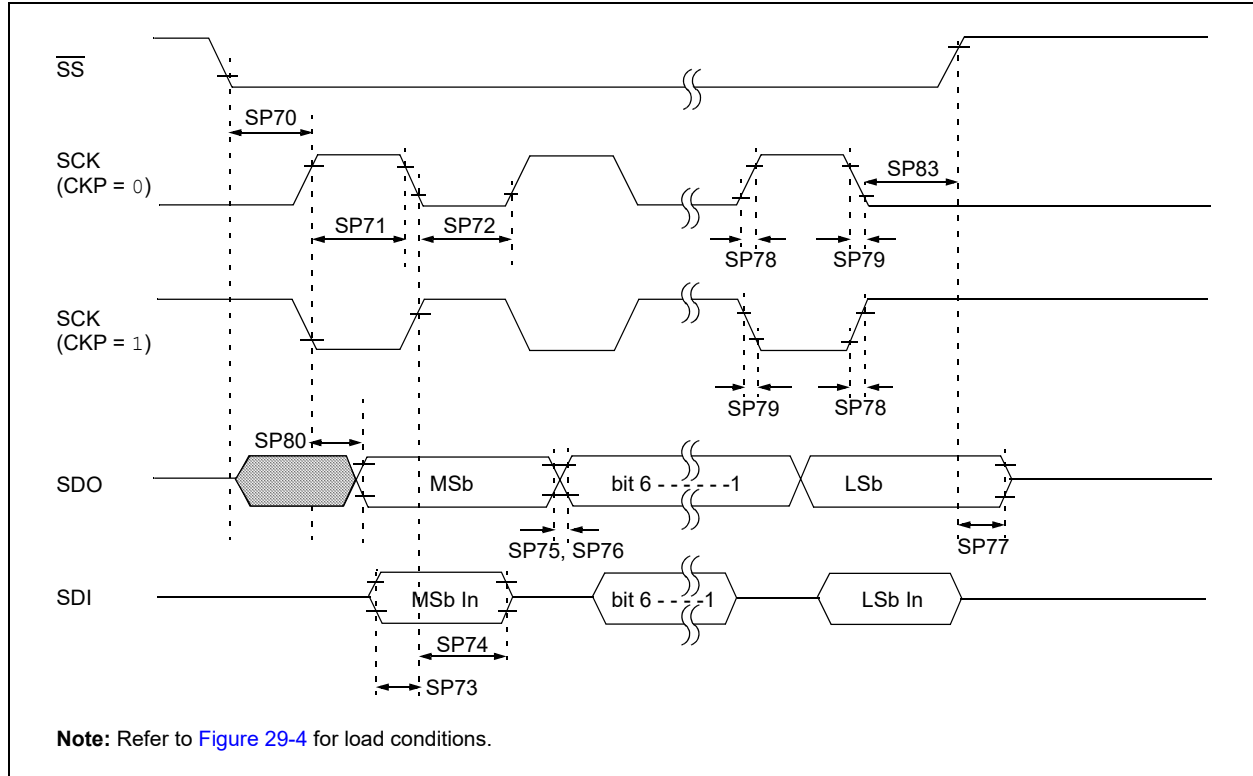 SS
SP70
SCK
(CKP = 0)
SP83
SP71
SP72
SP78
SP79
SCK
(CKP = 1)
SP79
SP78
SP80
SDO
MSb
bit 6 - - - - - -1
LSb
SP75, SP76
SP77
SDI
MSb In
bit 6 - - - -1
LSb In
SP74
SP73
Note: Refer to Figure 29-4 for load conditions.